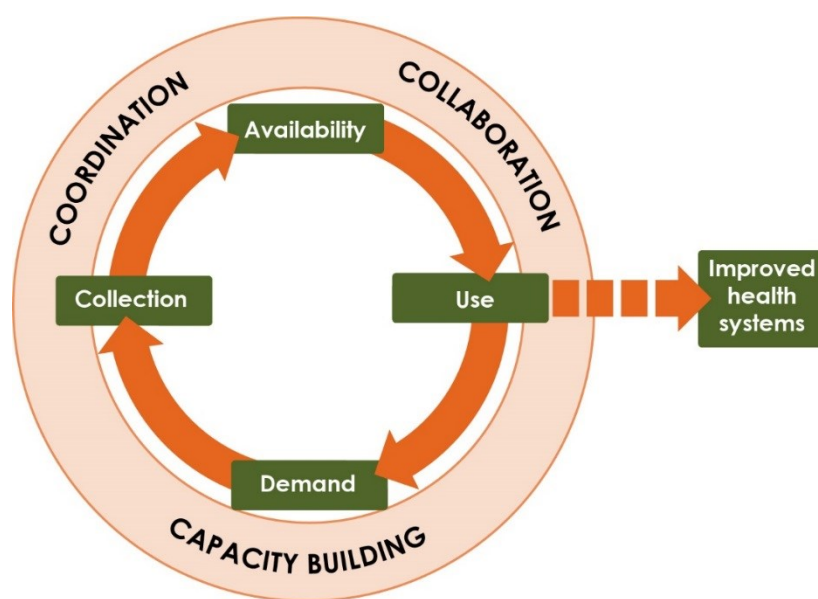 COORDINATION
COLLABORATION
Availability
Collection
Use
Improved
health
systems
Demand
CAPACITY BUILDING